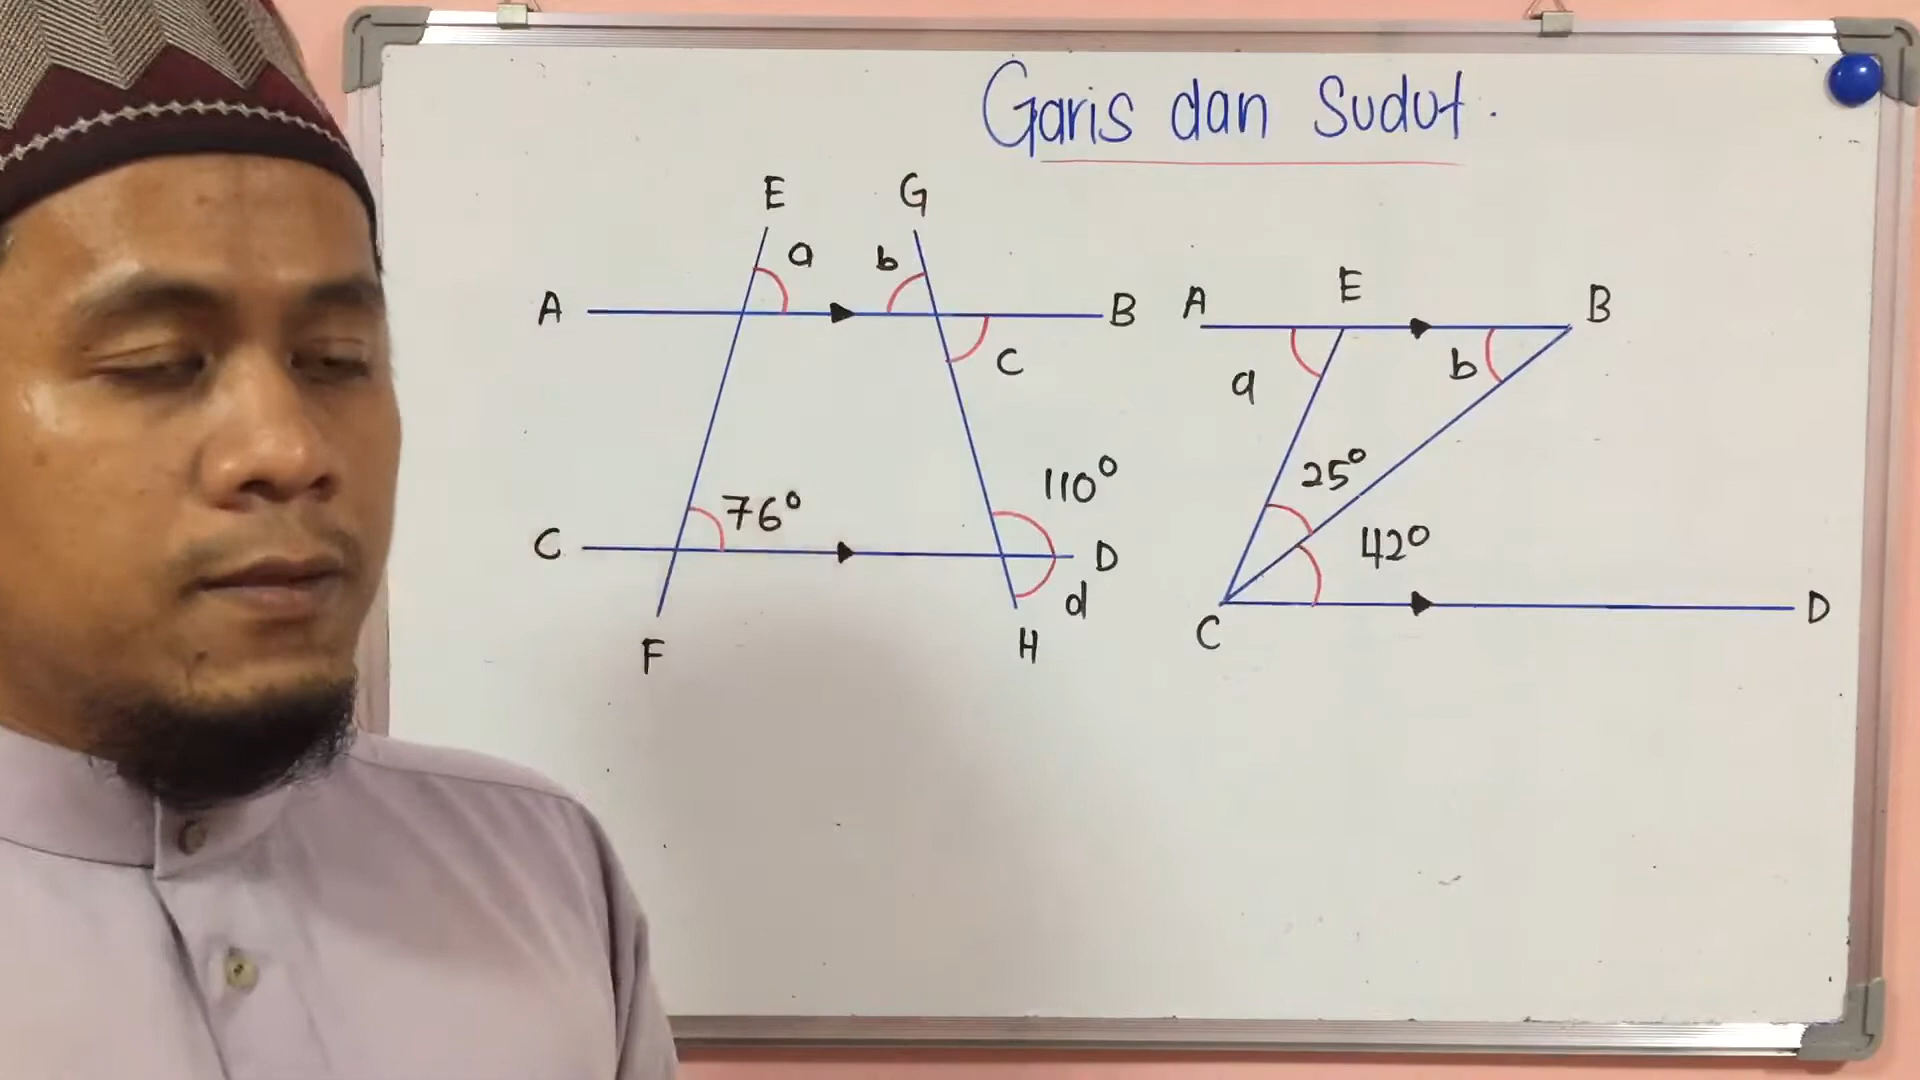 Garis dan Sudut.
E G
a b
A B
c
76° 110°
C D
d
F H
A E B
a b
25°
42°
C D